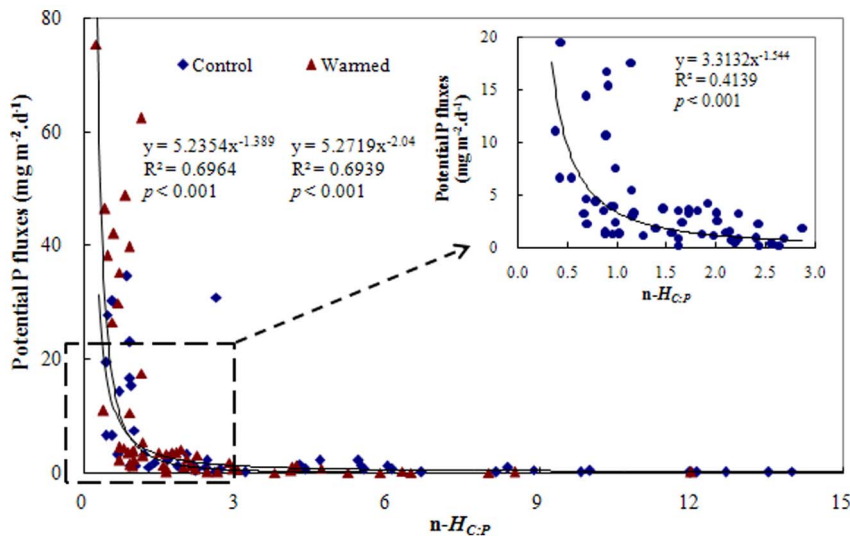 80
60
40
20
0
Potential P fluxes (mg m⁻².d⁻¹)
Control
Warmed
y = 5.2354x⁻¹·³⁸⁹
R² = 0.6964
p < 0.001
y = 5.2719x⁻²·⁰⁴
R² = 0.6939
p < 0.001
0
3
6
9
12
15
n-H_C:P
20
15
10
5
0
Potential P fluxes
(mg m⁻².d⁻¹)
y = 3.3132x⁻¹·⁵⁴⁴
R² = 0.4139
p < 0.001
0.0
0.5
1.0
1.5
2.0
2.5
3.0
n-H_C:P